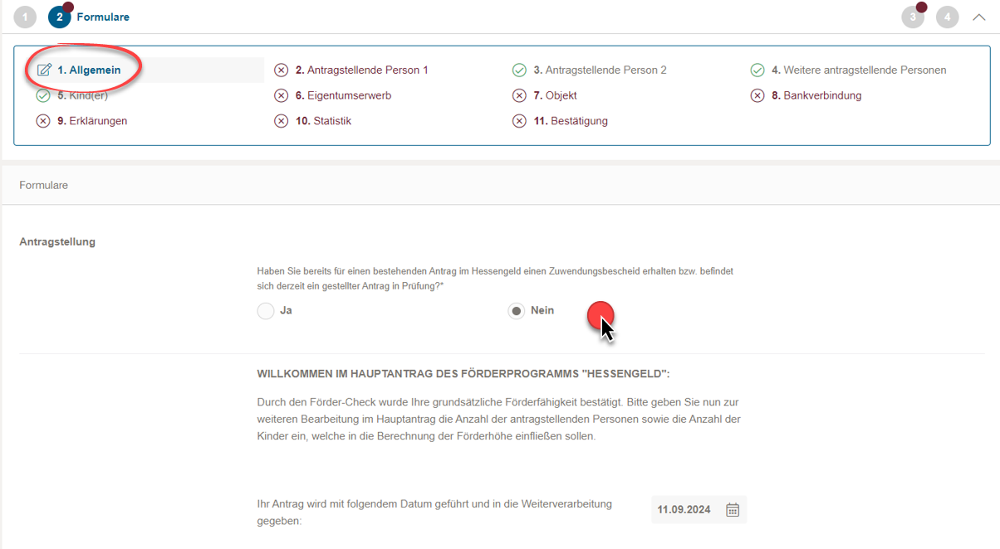 1 2 Formulare 3 4
1. Allgemein 2. Antragstellende Person 1 3. Antragstellende Person 2 4. Weitere antragstellende Personen
5. Kind(er) 6. Eigentumserwerb 7. Objekt 8. Bankverbindung
9. Erklärungen 10. Statistik 11. Bestätigung
Formulare
Antragstellung
Haben Sie bereits für einen bestehenden Antrag im Hessengeld einen Zuwendungsbescheid erhalten bzw. befindet
sich derzeit ein gestellter Antrag in Prüfung?*
Ja Nein
WILLKOMMEN IM HAUPTANTRAG DES FÖRDERPROGRAMMS "HESSENGELD":
Durch den Förder-Check wurde Ihre grundsätzliche Förderfähigkeit bestätigt. Bitte geben Sie nun zur
weiteren Bearbeitung im Hauptantrag die Anzahl der antragstellenden Personen sowie die Anzahl der
Kinder ein, welche in die Berechnung der Förderhöhe einfließen sollen.
Ihr Antrag wird mit folgendem Datum geführt und in die Weiterverarbeitung
gegeben:
11.09.2024